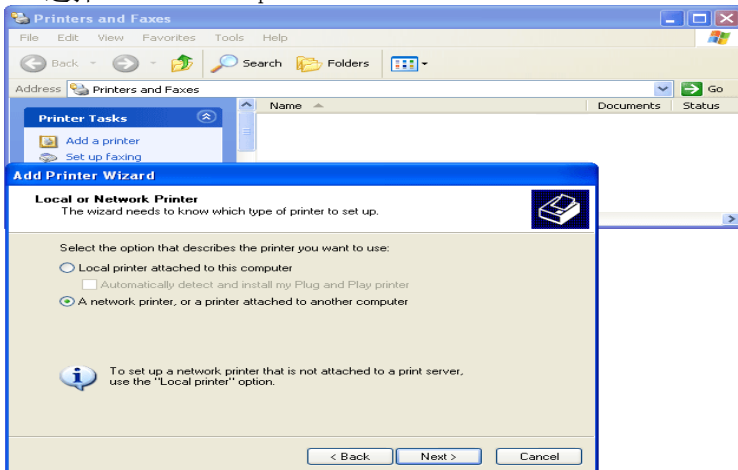 选择
Printers and Faxes
File Edit View Favorites Tools Help
Back Search Folders
Address Printers and Faxes Go
Name Documents Status
Printer Tasks
Add a printer
Set up faxing
Add Printer Wizard
Local or Network Printer
The wizard needs to know which type of printer to set up.
Select the option that describes the printer you want to use:
Local printer attached to this computer
Automatically detect and install my Plug and Play printer
A network printer, or a printer attached to another computer
To set up a network printer that is not attached to a print server,
use the "Local printer" option.
< Back Next > Cancel